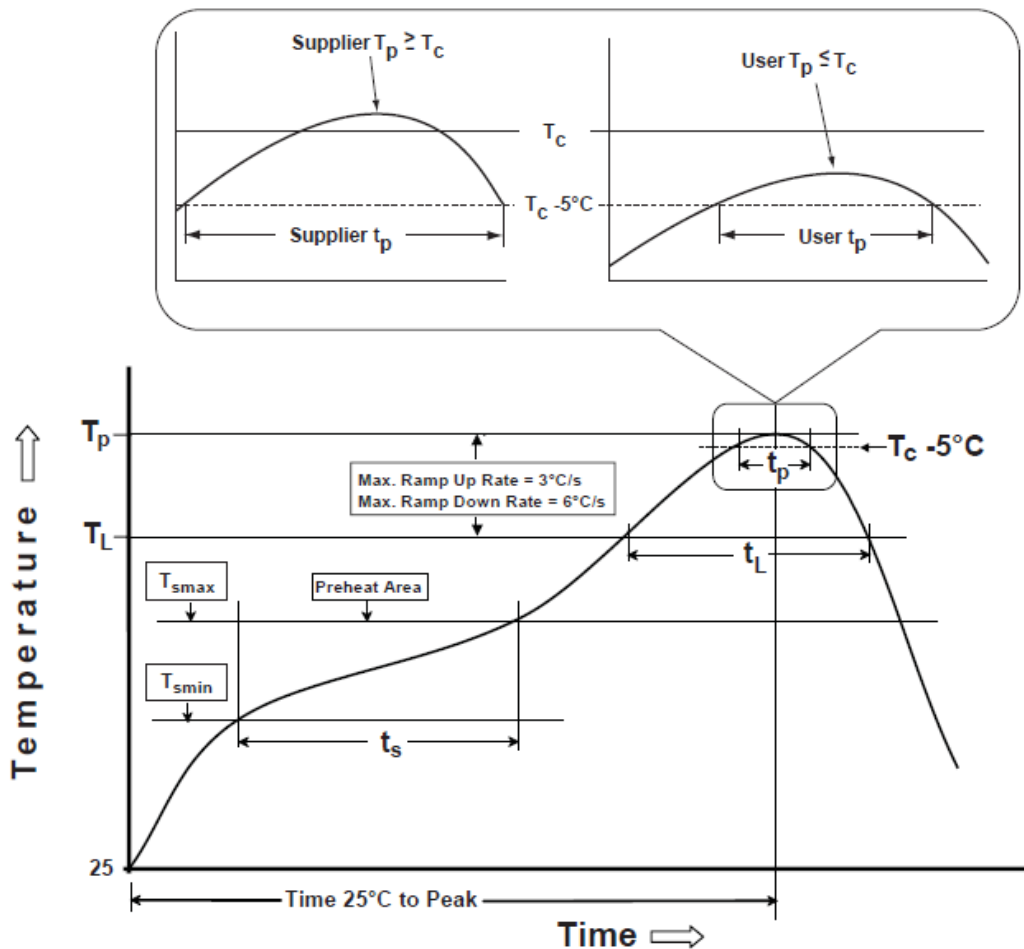 Supplier Tp ≥ Tc
User Tp ≤ Tc
Tc
Tc -5°C
Supplier tp
User tp
Tp
Tc -5°C
tp
Max. Ramp Up Rate = 3°C/s
Max. Ramp Down Rate = 6°C/s
TL
tL
Tsmax
Preheat Area
Tsmin
ts
Temperature
25
Time 25°C to Peak
Time